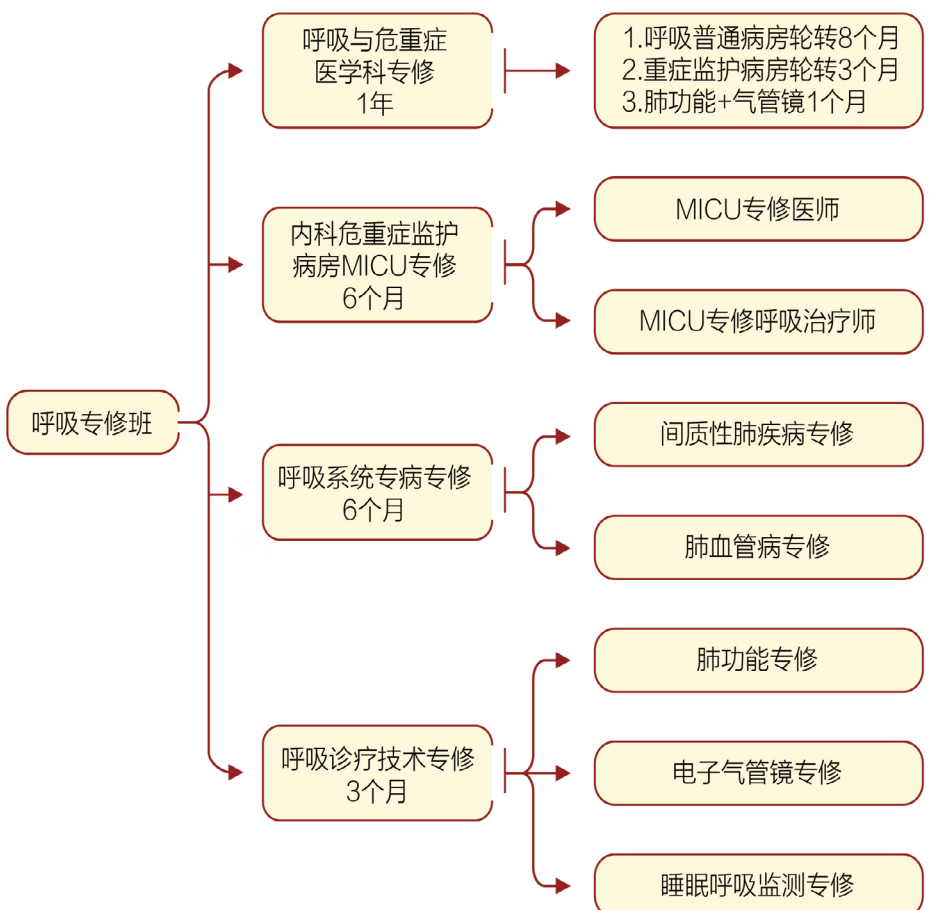 呼吸专修班
呼吸与危重症
医学科专修
1年
1.呼吸普通病房轮转8个月
2.重症监护病房轮转3个月
3.肺功能+气管镜1个月
内科危重症监护
病房MICU专修
6个月
MICU专修医师
MICU专修呼吸治疗师
呼吸系统专病专修
6个月
间质性肺疾病专修
肺血管病专修
呼吸诊疗技术专修
3个月
肺功能专修
电子气管镜专修
睡眠呼吸监测专修